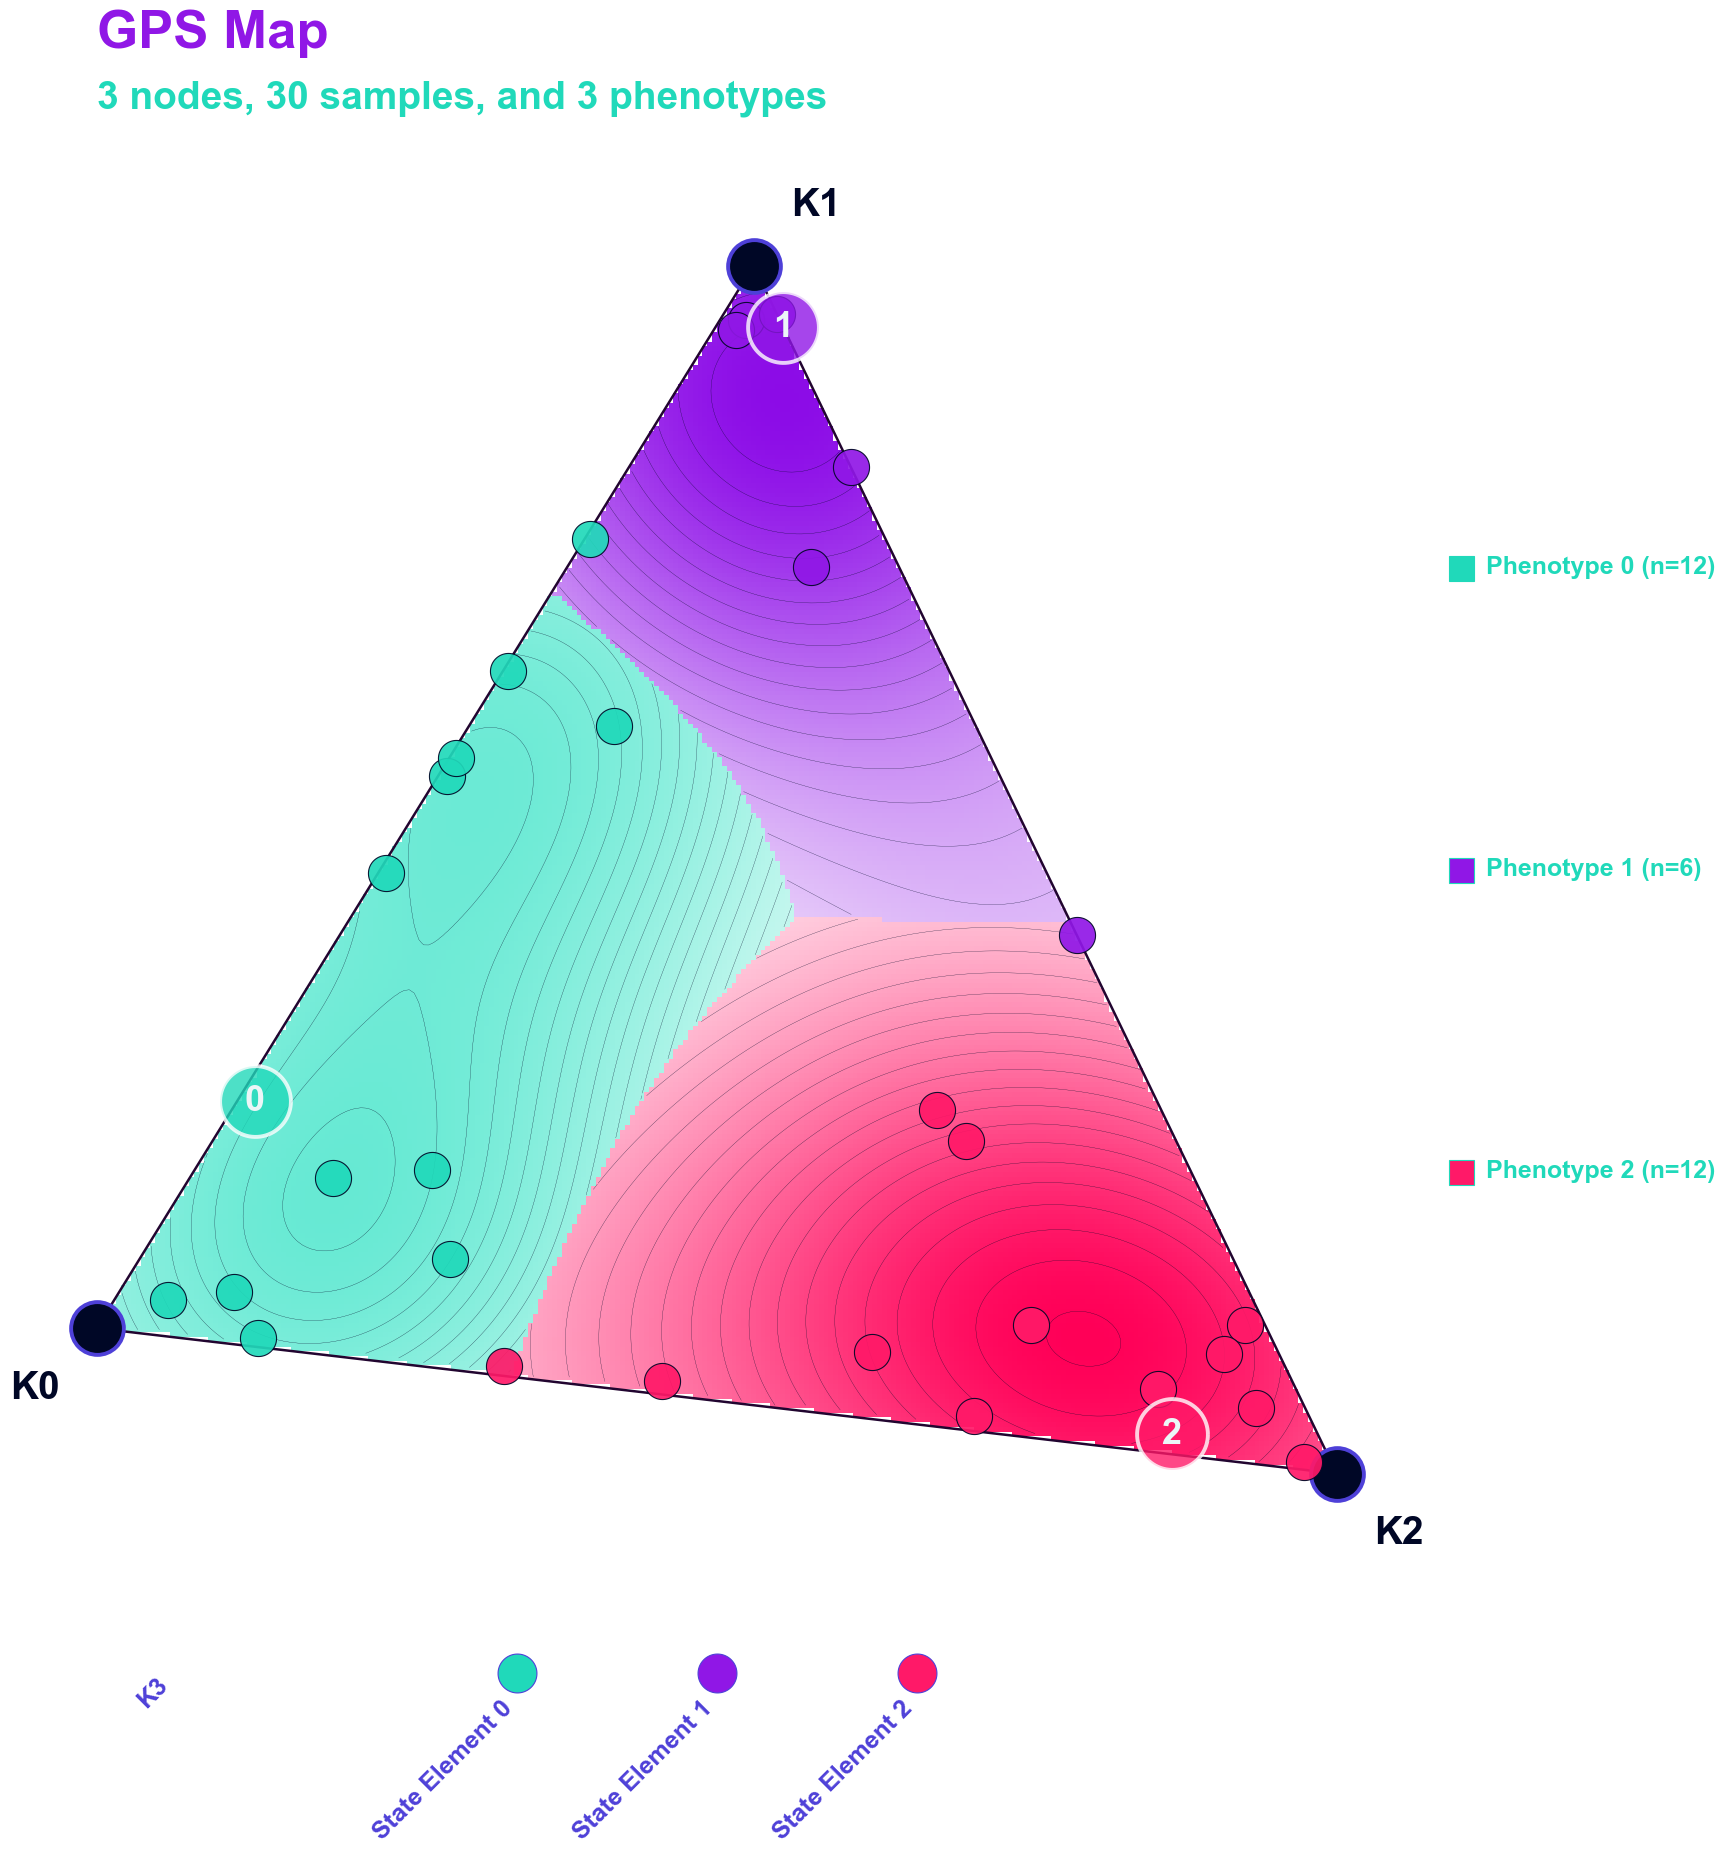 GPS Map
3 nodes, 30 samples, and 3 phenotypes
K1
1
Phenotype 0 (n=12)
Phenotype 1 (n=6)
0
Phenotype 2 (n=12)
K0
2
K2
K3
State Element 0
State Element 1
State Element 2